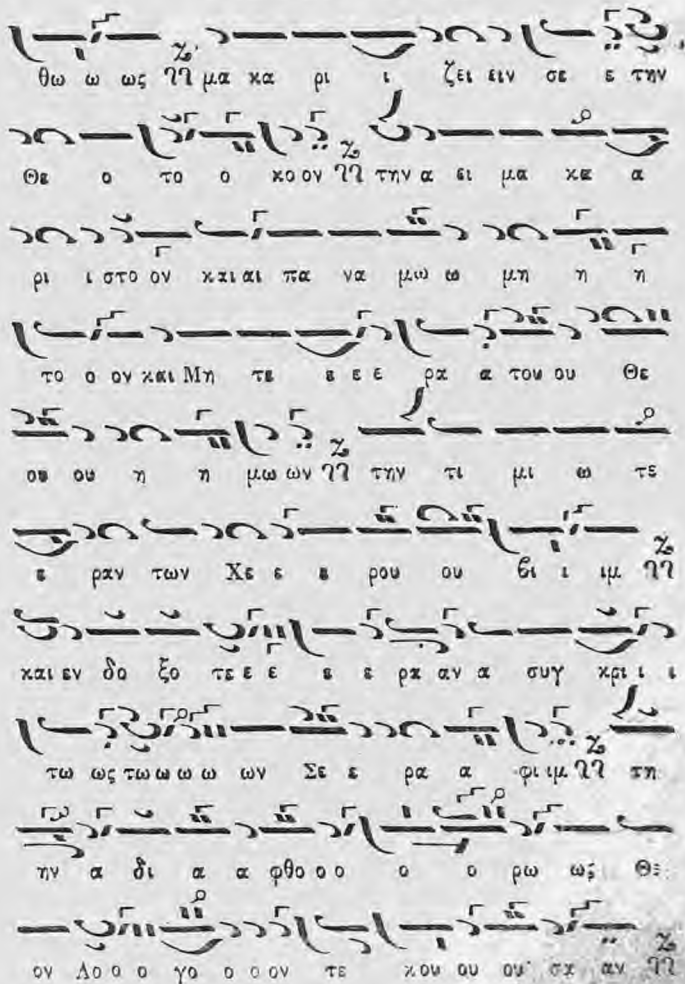 θω ω ως ΓΓ μα κα ρι ι ζει ειν σε ε την
Θε ο το ο κο ον ΓΓ την α ει μα κα α
ρι ι στο ον και αι πα να μω ω μη η η
το ο ον και Μη τε ε ε ε ρα α του ου Θε
ου ου η η μω ων ΓΓ την τι μι ω τε
ε ραν των Χε ε ε ρου ου βι ι ιμ ΓΓ
και εν δο ξο τε ε ε ε ε ρα αν α συγ κρι ι ι
τω ως τω ω ω ω ων Σε ε ρα α φι ιμ ΓΓ τη
ην α δι α α φθο ο ο ο ο ρω ως Θε
ον Λο ο ο γο ο ο ον τε κου ου ου σα αν ΓΓ